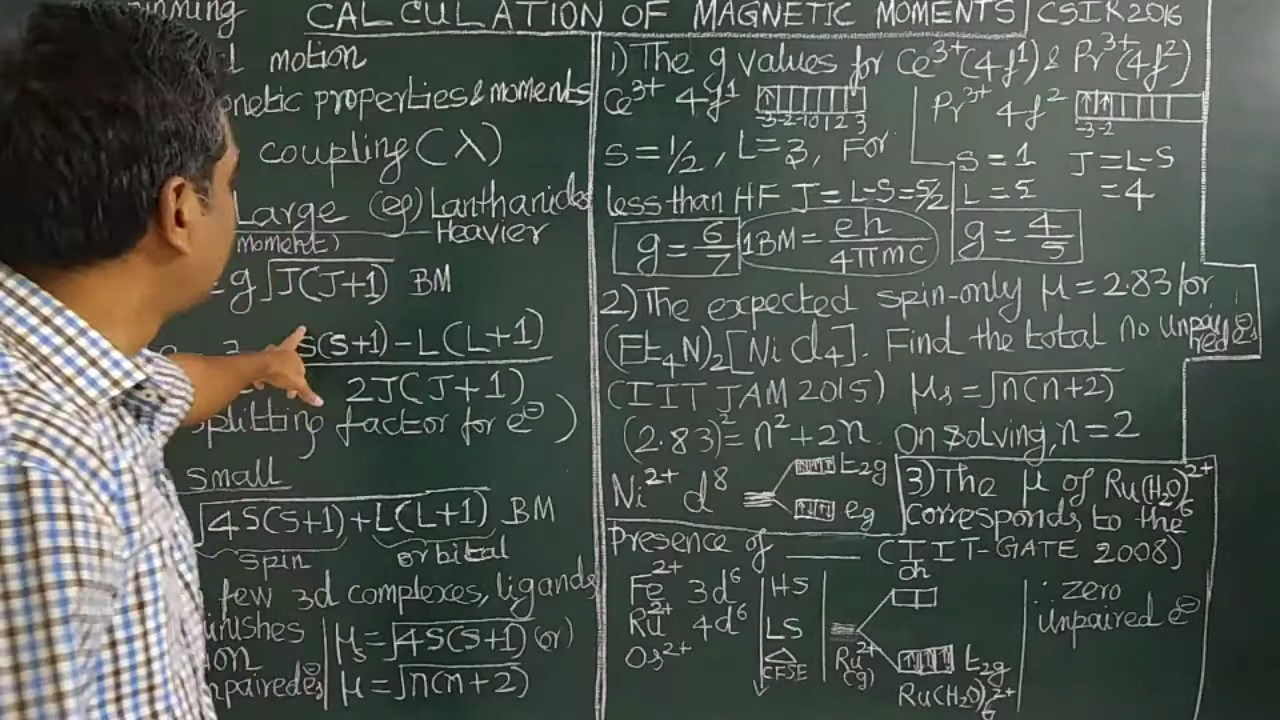 CALCULATION OF MAGNETIC MOMENTS CSIR 2016
motion
properties & moments
coupling (λ)
Large (eg) Lanthanides
moment) Heavier
= g√J(J+1) BM
S(S+1) - L(L+1)
2J(J+1)
splitting factor for e⊖)
small
√4S(S+1) + L(L+1) BM
spin orbital
few 3d complexes, ligands
μs = √4S(S+1) (or)
μ = √n(n+2)
1) The g values for Ce³⁺(4f¹) & Pr³⁺(4f²)
Ce³⁺ 4f¹ ↑
-3 -2 -1 0 1 2 3
S = 1/2, L = 3, For
less than HF J = L-S = 5/2
g = 6/7 1BM = eh/4πmc
Pr³⁺ 4f² ↑ ↑
-3 -2
S = 1 J = L-S
L = 5 = 4
g = 4/5
2) The expected spin-only μ = 2.83 for
(Et₄N)₂[NiCl₄]. Find the total no unpaired e⊖s
(IIT JAM 2015) μs = √n(n+2)
(2.83)² = n² + 2n. On solving, n = 2
Ni²⁺ d⁸ t₂g
eg
3) The μ of Ru(H₂O)₆²⁺
corresponds to the
Presence of ____ (IIT-GATE 2008)
Fe²⁺ 3d⁶ HS
Ru²⁺ 4d⁶ LS
Os²⁺ △
CFSE
Oh
Ru²⁺
(g)
t₂g
Ru(H₂O)₆²⁺
∴ zero
unpaired e⊖